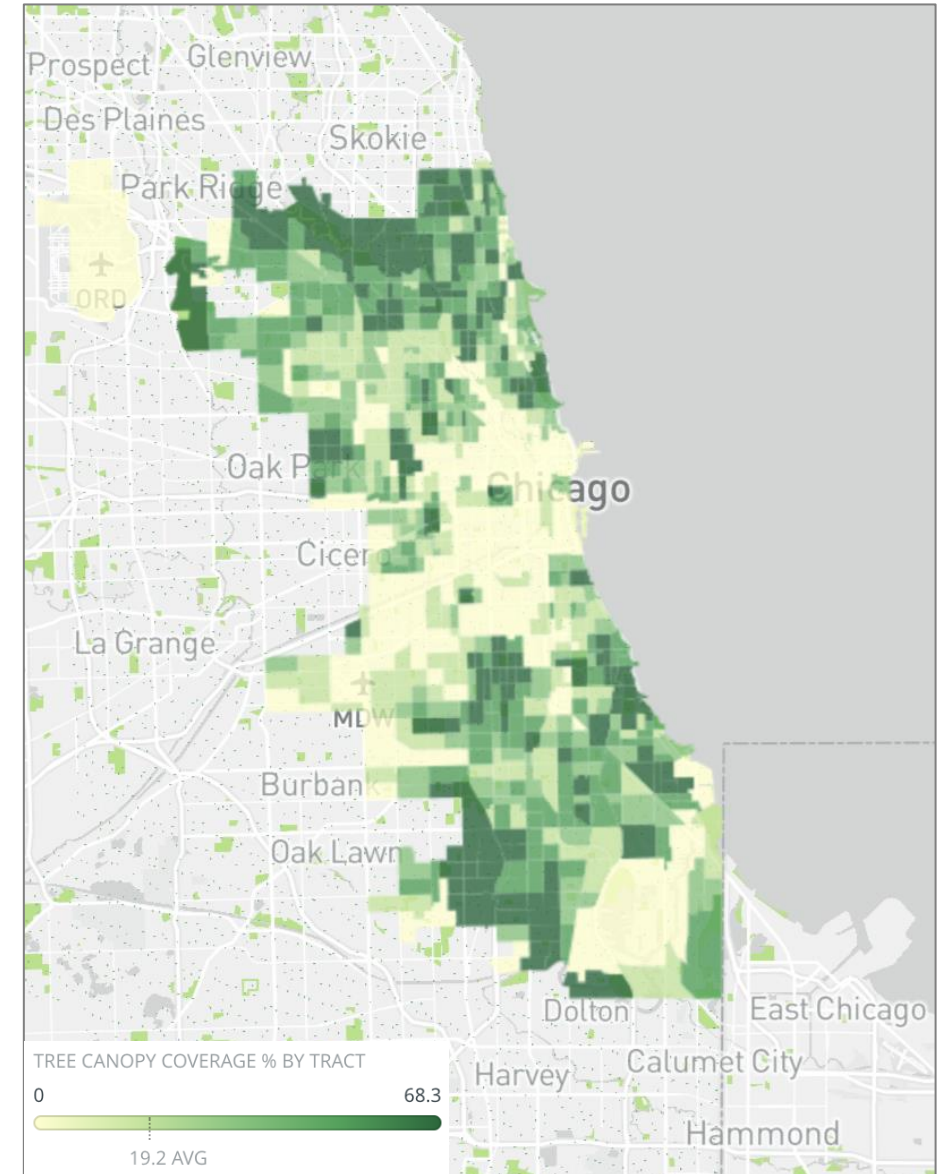 Prospect
Glenview
Des Plaines
Skokie
Park Ridge
ORD
Oak Park
Chicago
Cicero
La Grange
MDW
Burbank
Oak Lawn
Dolton
East Chicago
Calumet City
Harvey
Hammond
TREE CANOPY COVERAGE % BY TRACT
0 68.3
19.2 AVG